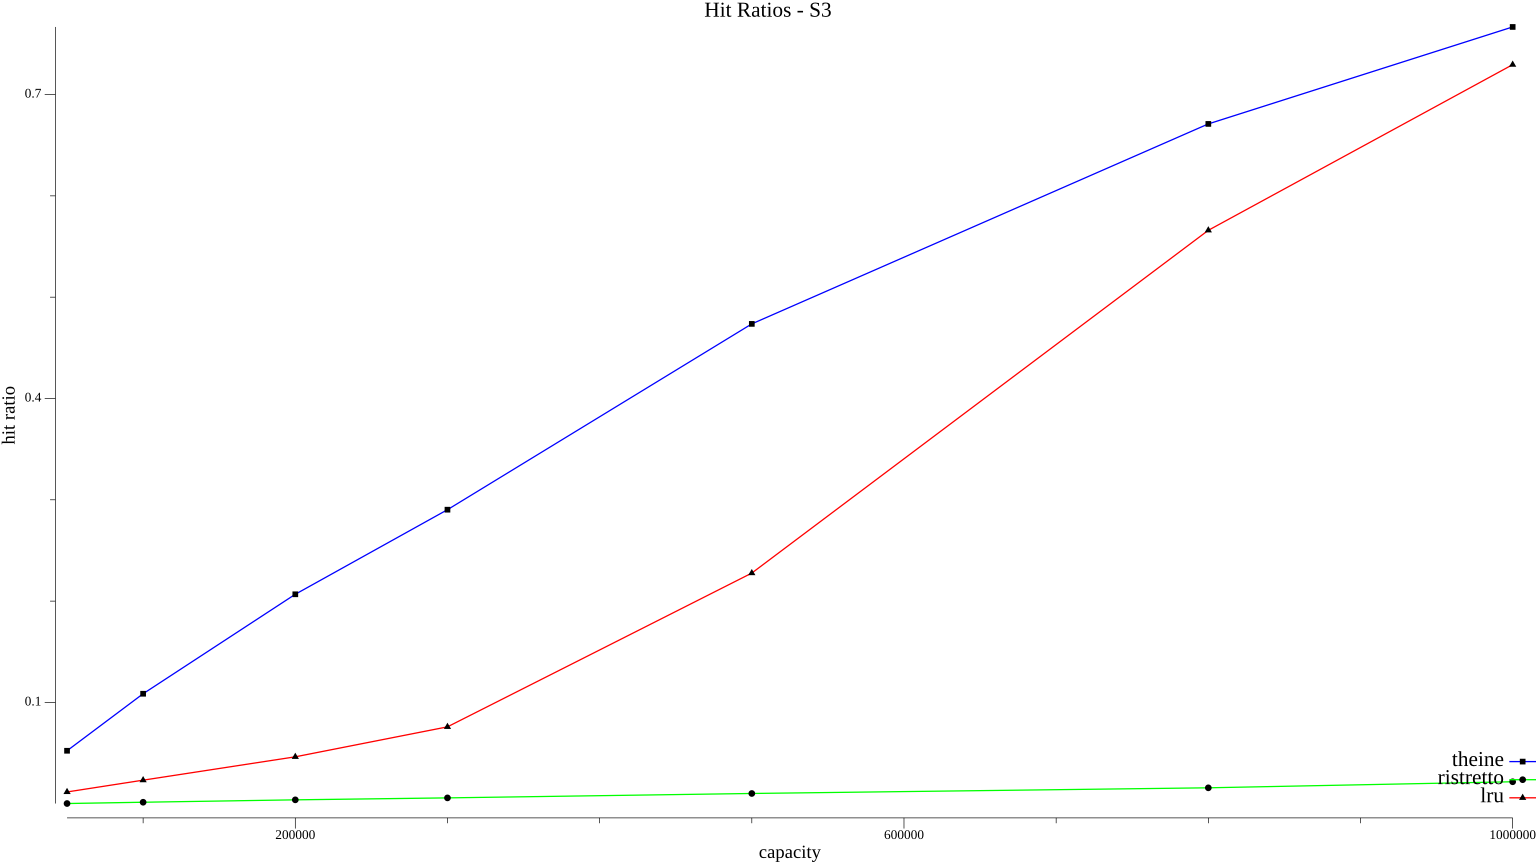 Hit Ratios - S3
0.7
0.4
0.1
hit ratio
theine
ristretto
lru
200000
600000
1000000
capacity